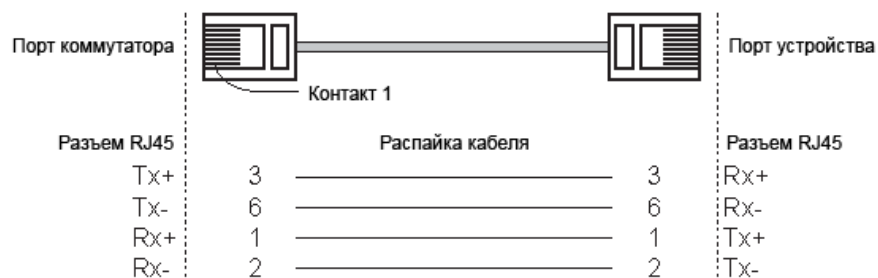 Порт коммутатора Порт устройства
Контакт 1
Разъем RJ45 Распайка кабеля Разъем RJ45
Tx+ 3 3 Rx+
Tx- 6 6 Rx-
Rx+ 1 1 Tx+
Rx- 2 2 Tx-